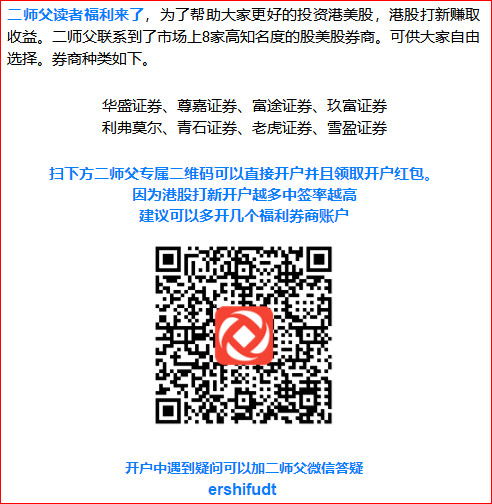 二师父读者福利来了，为了帮助大家更好的投资港美股，港股打新赚取
收益。二师父联系到了市场上8家高知名度的股美股券商。可供大家自由
选择。券商种类如下。
华盛证券、尊嘉证券、富途证券、玖富证券
利弗莫尔、青石证券、老虎证券、雪盈证券
扫下方二师父专属二维码可以直接开户并且领取开户红包。
因为港股打新开户越多中签率越高
建议可以多开几个福利券商账户
开户中遇到疑问可以加二师父微信答疑
ershifudt